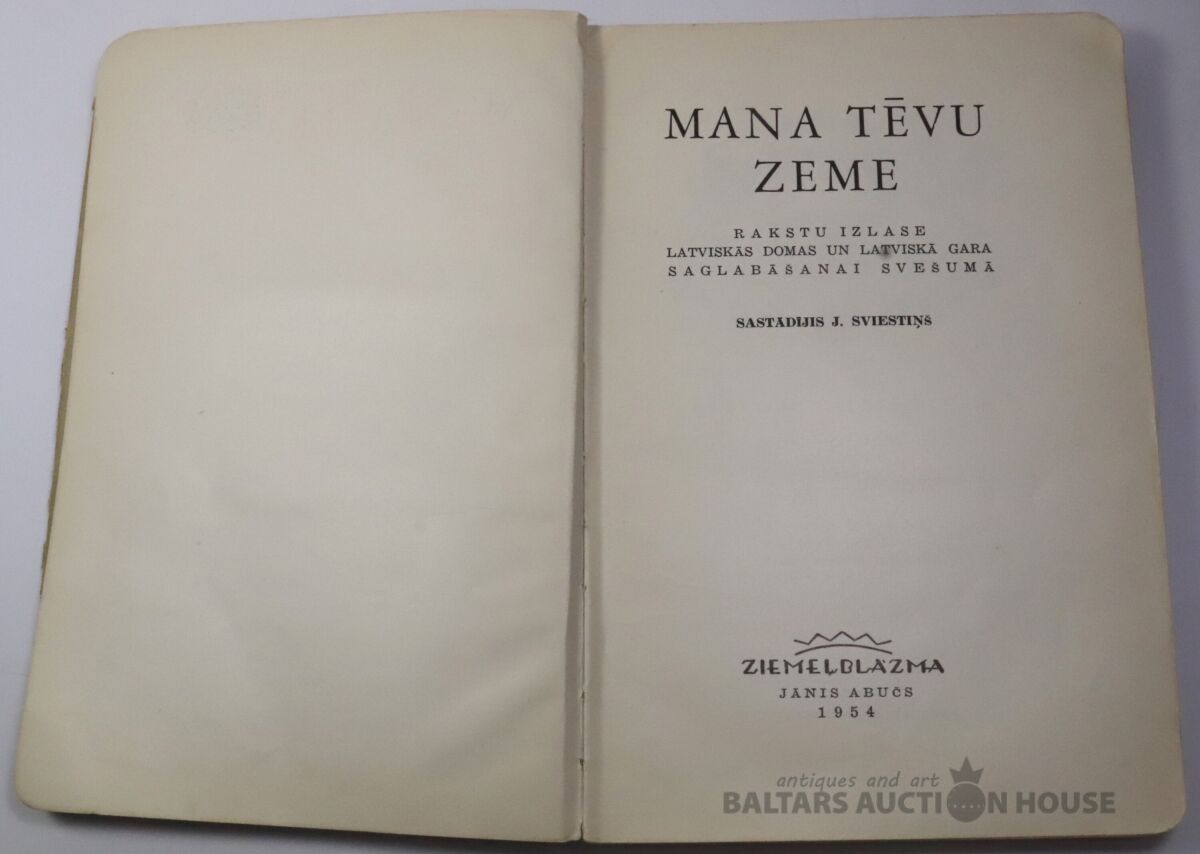 MANA TĒVU
ZEME
RAKSTU IZLASE
LATVISKĀS DOMAS UN LATVISKĀ GARA
SAGLABĀŠANAI SVEŠUMĀ
SASTĀDĪJIS J. SVIESTIŅŠ
ZIEMEĻBLĀZMA
JĀNIS ABUČS
1954
antiques and art
BALTARS AUCTION HOUSE